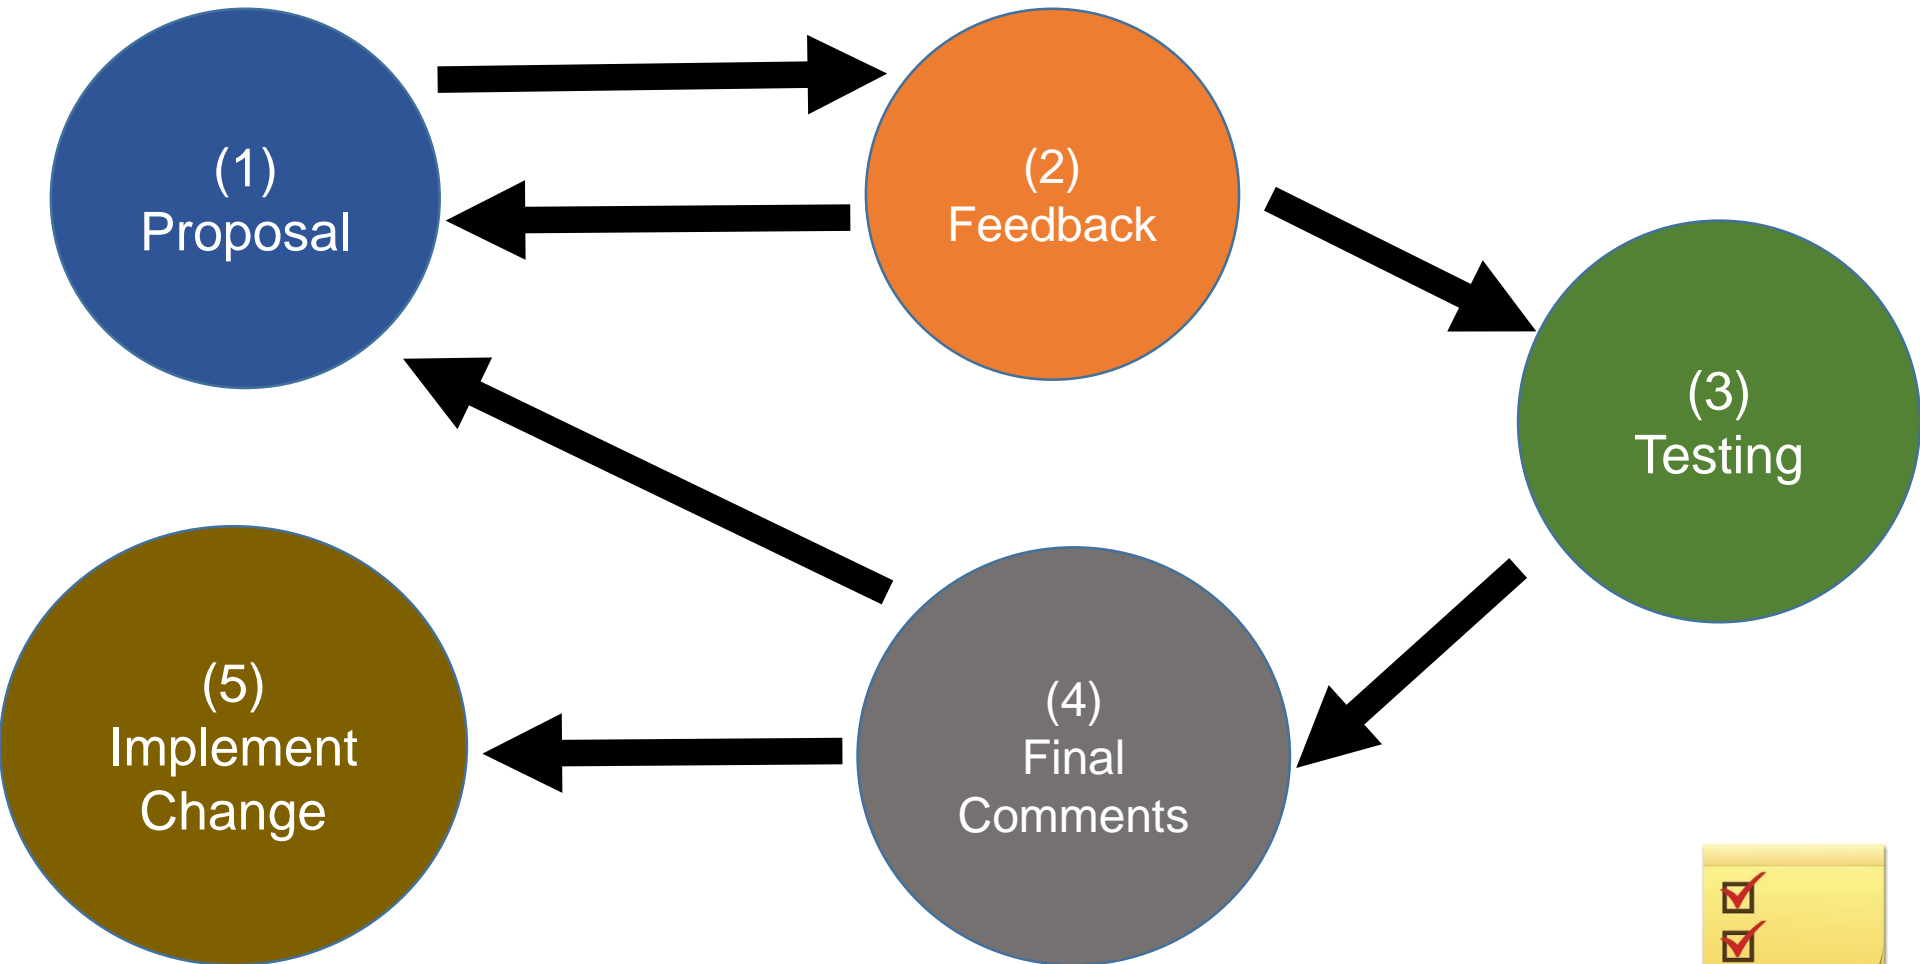 (1)
Proposal
(2)
Feedback
(3)
Testing
(4)
Final
Comments
(5)
Implement
Change